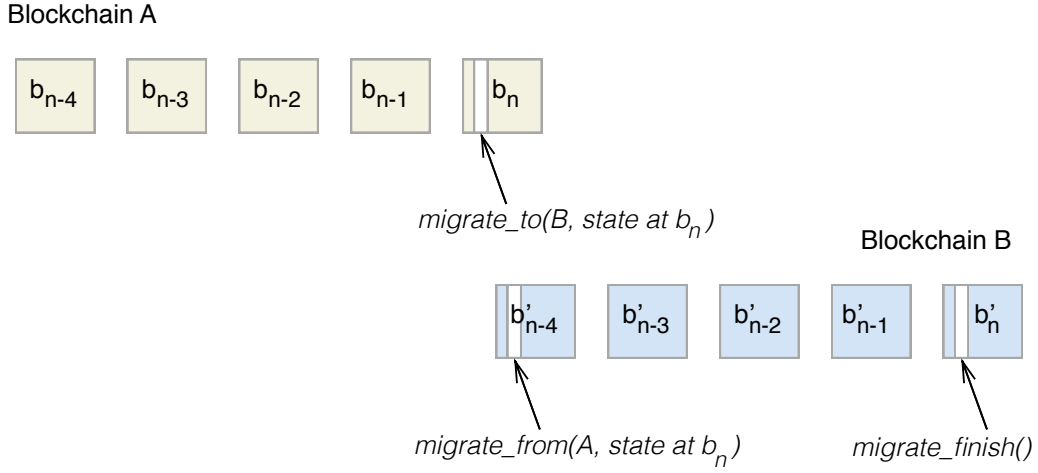 Blockchain A
b_{n-4} b_{n-3} b_{n-2} b_{n-1} b_n
migrate_to(B, state at b_n)
Blockchain B
b'_{n-4} b'_{n-3} b'_{n-2} b'_{n-1} b'_n
migrate_from(A, state at b_n) migrate_finish()